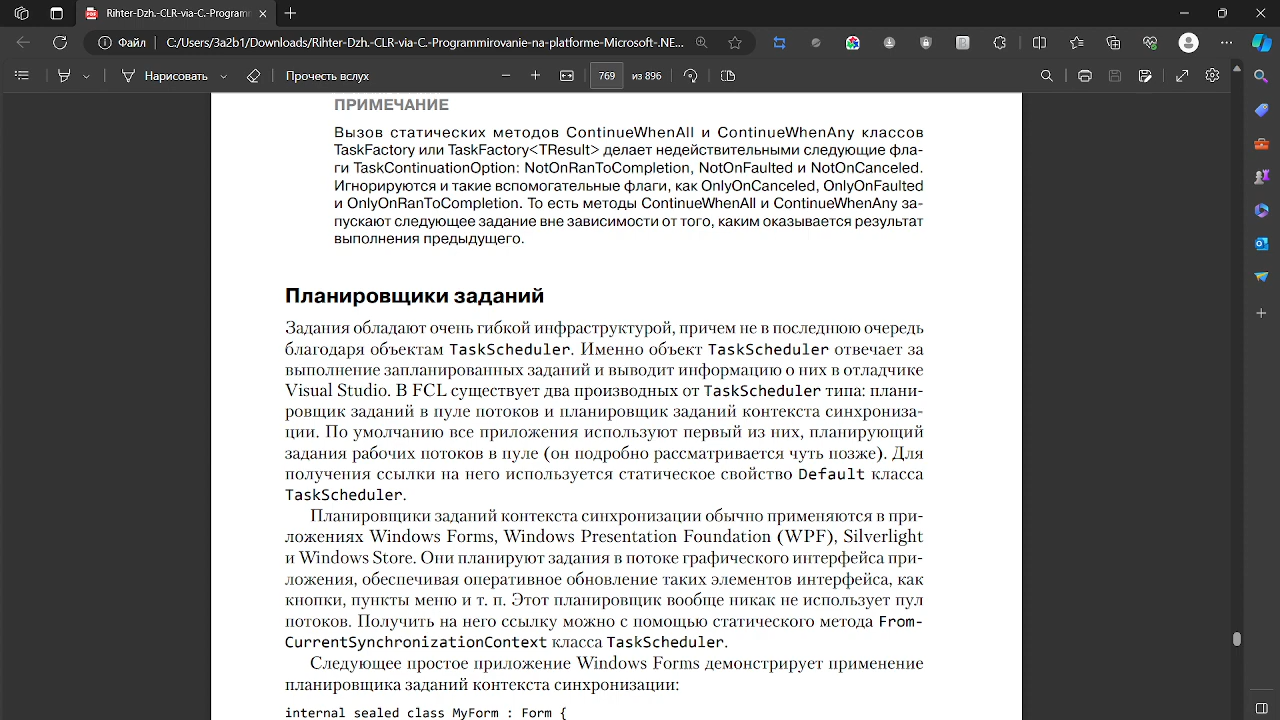 Rihter-Dzh.-CLR-via-C.-Programm
Файл
C:/Users/3a2b1/Downloads/Rihter-Dzh.-CLR-via-C.-Programmirovanie-na-platforme-Microsoft-.NE...
Нарисовать
Прочесть вслух
769 из 896
ПРИМЕЧАНИЕ
Вызов статических методов ContinueWhenAll и ContinueWhenAny классов
TaskFactory или TaskFactory<TResult> делает недействительными следующие фла-
ги TaskContinuationOption: NotOnRanToCompletion, NotOnFaulted и NotOnCanceled.
Игнорируются и такие вспомогательные флаги, как OnlyOnCanceled, OnlyOnFaulted
и OnlyOnRanToCompletion. То есть методы ContinueWhenAll и ContinueWhenAny за-
пускают следующее задание вне зависимости от того, каким оказывается результат
выполнения предыдущего.
Планировщики заданий
Задания обладают очень гибкой инфраструктурой, причем не в последнюю очередь
благодаря объектам TaskScheduler. Именно объект TaskScheduler отвечает за
выполнение запланированных заданий и выводит информацию о них в отладчике
Visual Studio. В FCL существует два производных от TaskScheduler типа: плани-
ровщик заданий в пуле потоков и планировщик заданий контекста синхрониза-
ции. По умолчанию все приложения используют первый из них, планирующий
задания рабочих потоков в пуле (он подробно рассматривается чуть позже). Для
получения ссылки на него используется статическое свойство Default класса
TaskScheduler.
Планировщики заданий контекста синхронизации обычно применяются в при-
ложениях Windows Forms, Windows Presentation Foundation (WPF), Silverlight
и Windows Store. Они планируют задания в потоке графического интерфейса при-
ложения, обеспечивая оперативное обновление таких элементов интерфейса, как
кнопки, пункты меню и т. п. Этот планировщик вообще никак не использует пул
потоков. Получить на него ссылку можно с помощью статического метода From-
CurrentSynchronizationContext класса TaskScheduler.
Следующее простое приложение Windows Forms демонстрирует применение
планировщика заданий контекста синхронизации:
internal sealed class MyForm : Form {